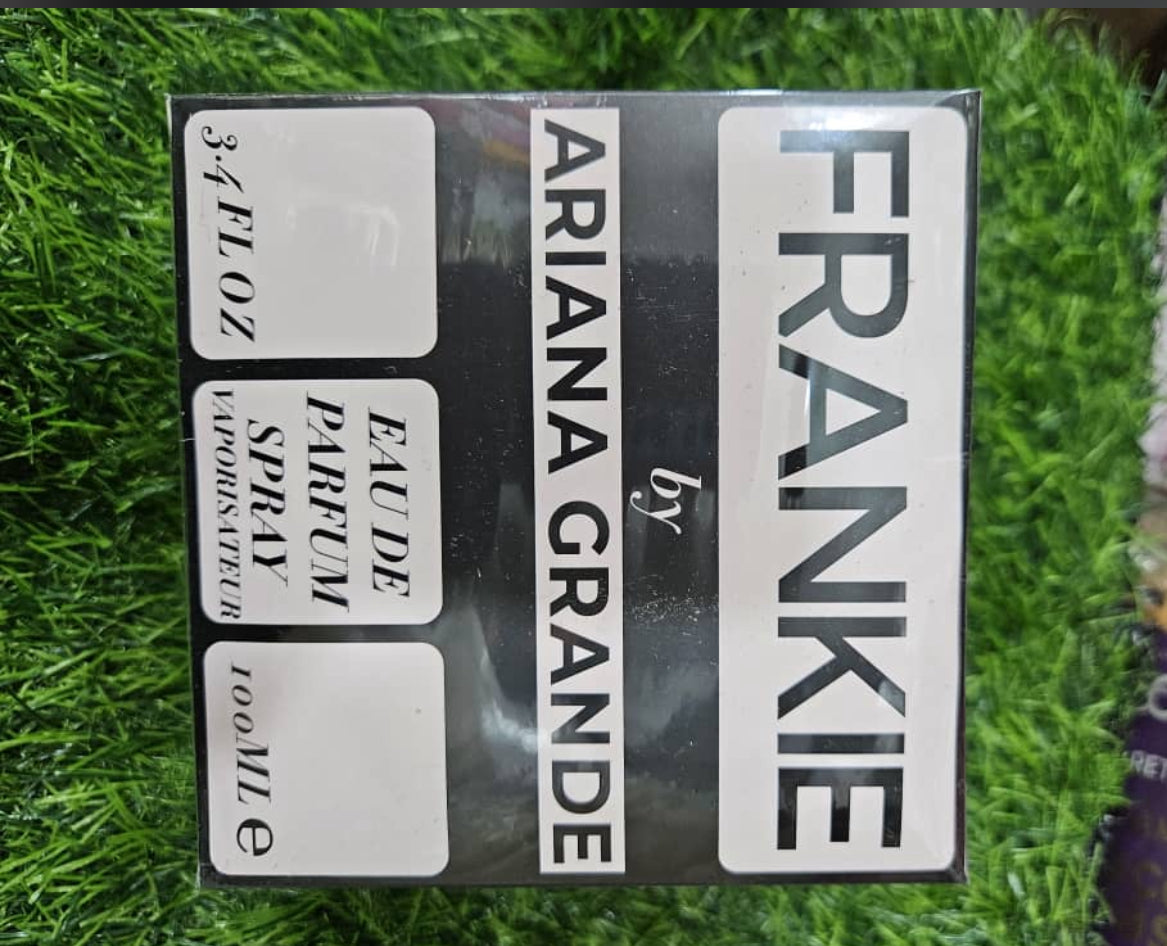 FRANKIE
by
ARIANA GRANDE
3.4 FL OZ
EAU DE
PARFUM
SPRAY
VAPORISATEUR
100ML e